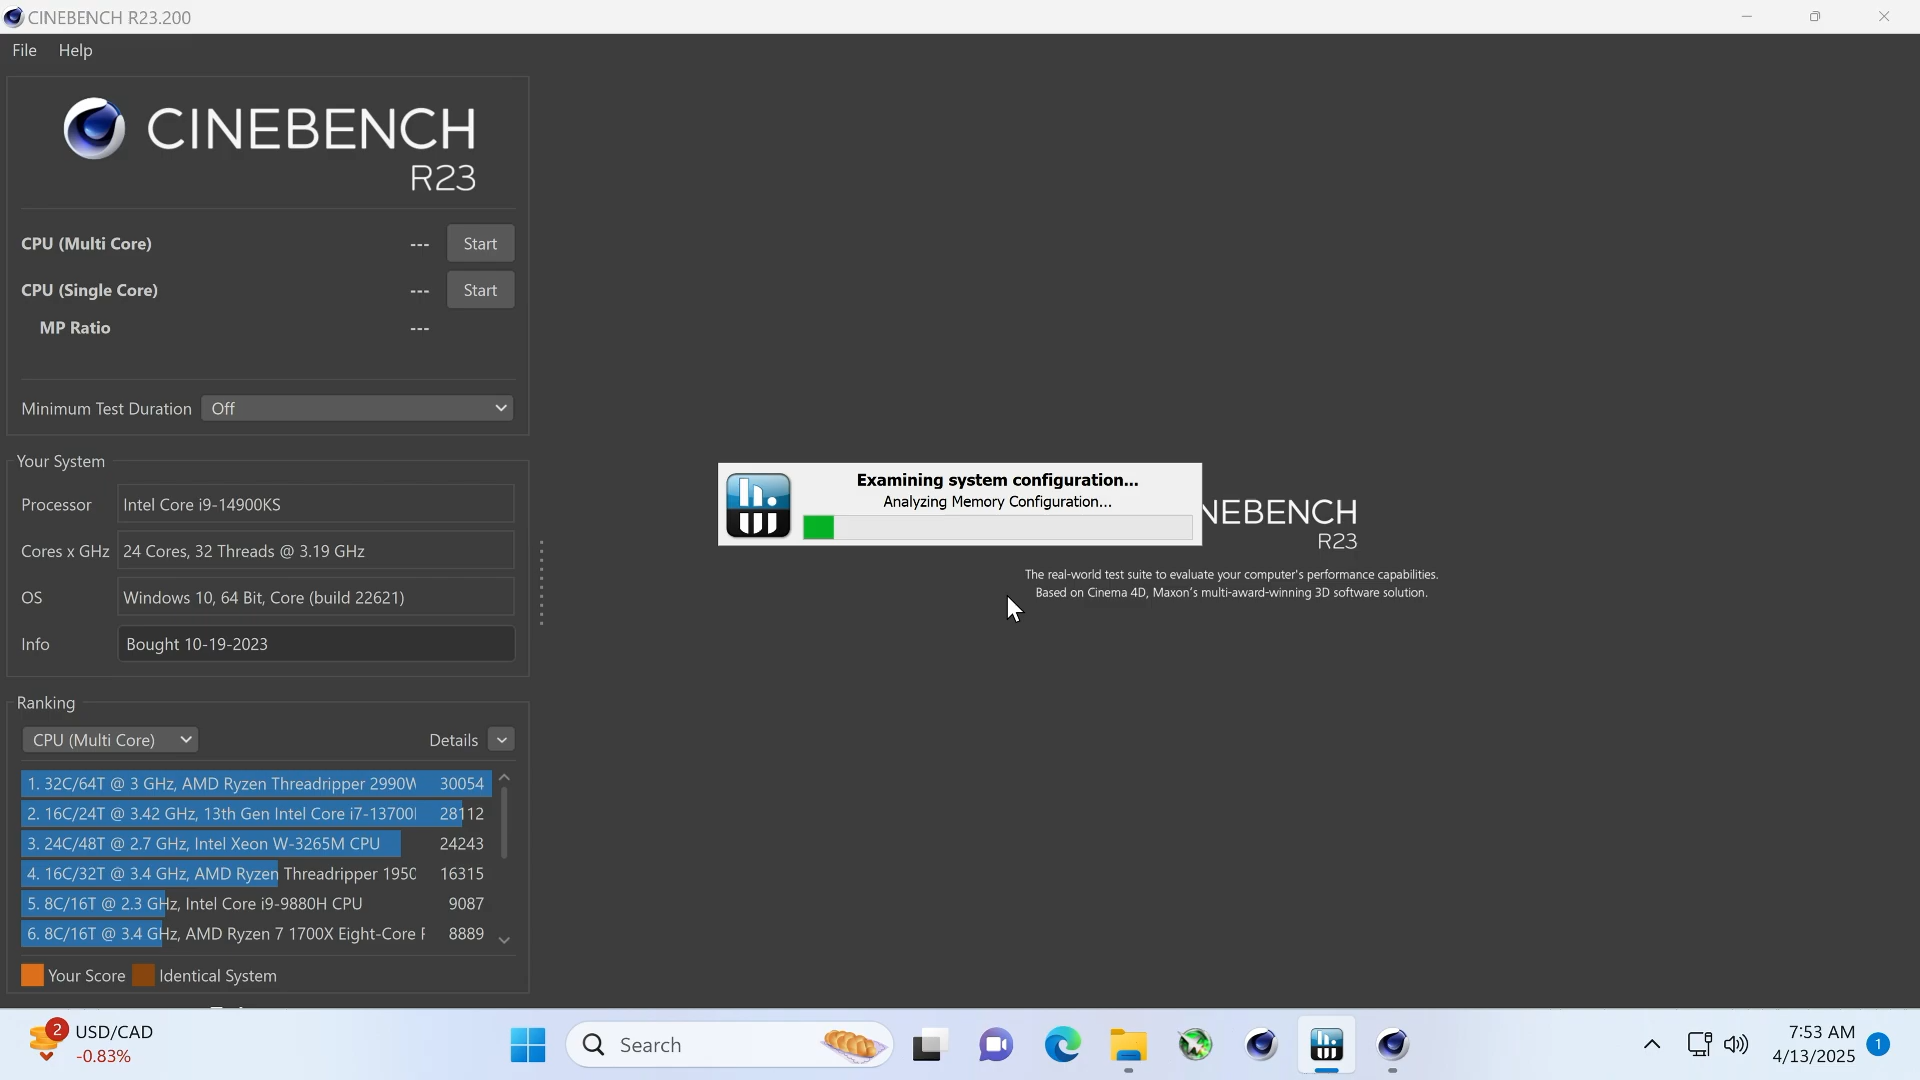 CINEBENCH R23.200
File Help
CINEBENCH
R23
CPU (Multi Core) --- Start
CPU (Single Core) --- Start
MP Ratio ---
Minimum Test Duration Off
Your System
Processor Intel Core i9-14900KS
Cores x GHz 24 Cores, 32 Threads @ 3.19 GHz
OS Windows 10, 64 Bit, Core (build 22621)
Info Bought 10-19-2023
Ranking
CPU (Multi Core) Details
1. 32C/64T @ 3 GHz, AMD Ryzen Threadripper 2990W 30054
2. 16C/24T @ 3.42 GHz, 13th Gen Intel Core i7-13700 28112
3. 24C/48T @ 2.7 GHz, Intel Xeon W-3265M CPU 24243
4. 16C/32T @ 3.4 GHz, AMD Ryzen Threadripper 1950 16315
5. 8C/16T @ 2.3 GHz, Intel Core i9-9880H CPU 9087
6. 8C/16T @ 3.4 GHz, AMD Ryzen 7 1700X Eight-Core 8889
Your Score Identical System
Examining system configuration...
Analyzing Memory Configuration...
NEBENCH
R23
The real-world test suite to evaluate your computer's performance capabilities.
Based on Cinema 4D, Maxon's multi-award-winning 3D software solution.
2 USD/CAD
-0.83%
Search
7:53 AM
4/13/2025
1